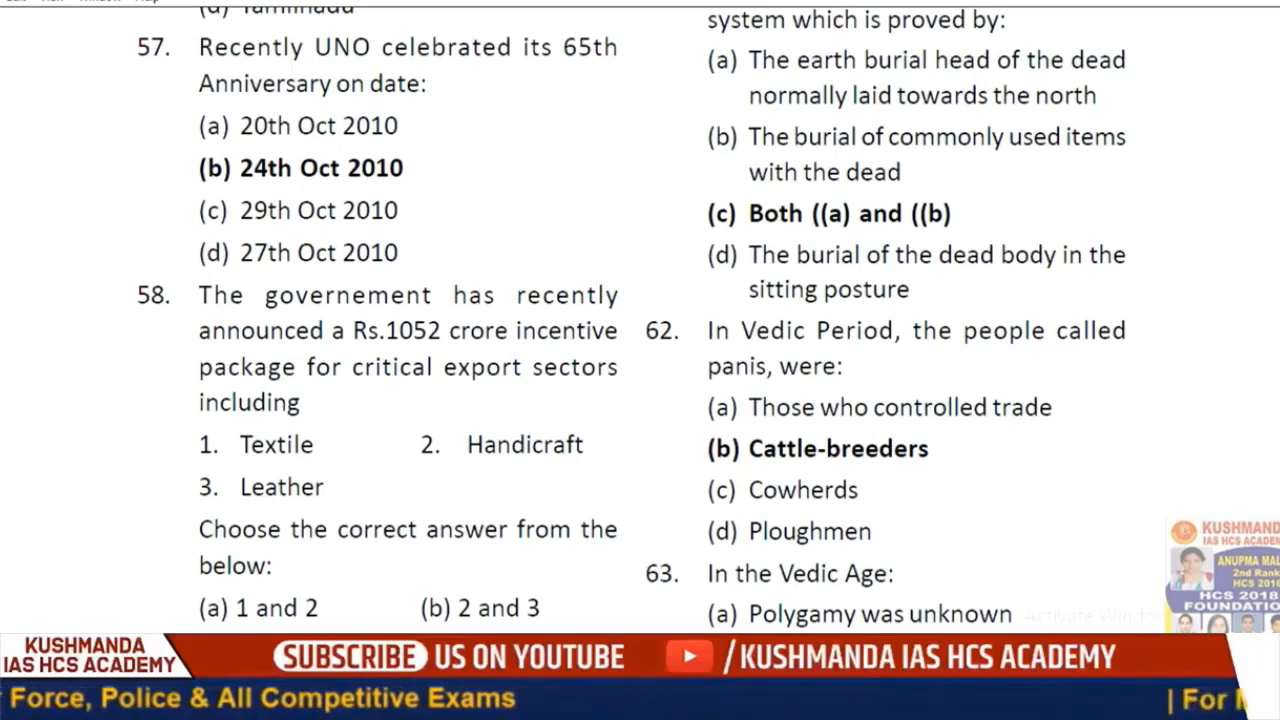 (d) Tamilnadu
57. Recently UNO celebrated its 65th
Anniversary on date:
(a) 20th Oct 2010
(b) 24th Oct 2010
(c) 29th Oct 2010
(d) 27th Oct 2010
58. The governement has recently
announced a Rs.1052 crore incentive
package for critical export sectors
including
1. Textile 2. Handicraft
3. Leather
Choose the correct answer from the
below:
(a) 1 and 2 (b) 2 and 3
system which is proved by:
(a) The earth burial head of the dead
normally laid towards the north
(b) The burial of commonly used items
with the dead
(c) Both ((a) and ((b)
(d) The burial of the dead body in the
sitting posture
62. In Vedic Period, the people called
panis, were:
(a) Those who controlled trade
(b) Cattle-breeders
(c) Cowherds
(d) Ploughmen
63. In the Vedic Age:
(a) Polygamy was unknown
KUSHMAND
IAS HCS ACADEM
ANUPMA MAL
2nd Rank
HCS 2018
FOUNDATIO
KUSHMANDA
IAS HCS ACADEMY
SUBSCRIBE US ON YOUTUBE /KUSHMANDA IAS HCS ACADEMY
Force, Police & All Competitive Exams | For